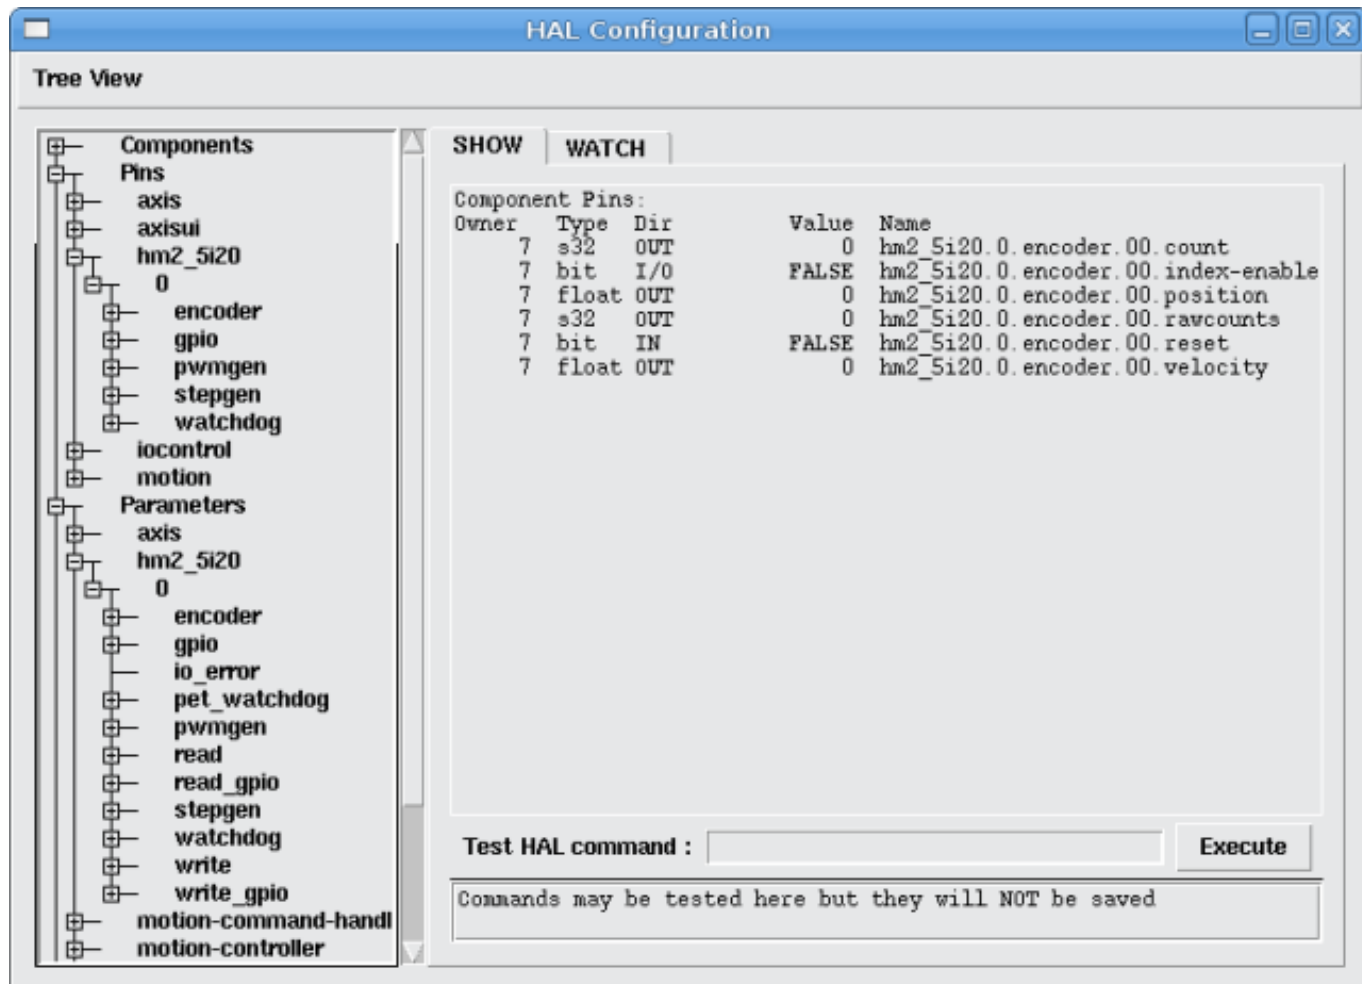 HAL Configuration
Tree View
Components
Pins
axis
axisui
hm2_5i20
0
encoder
gpio
pwmgen
stepgen
watchdog
iocontrol
motion
Parameters
axis
hm2_5i20
0
encoder
gpio
io_error
pet_watchdog
pwmgen
read
read_gpio
stepgen
watchdog
write
write_gpio
motion-command-handl
motion-controller
SHOW WATCH
Component Pins:
Owner Type Dir Value Name
7 s32 OUT 0 hm2_5i20.0.encoder.00.count
7 bit I/O FALSE hm2_5i20.0.encoder.00.index-enable
7 float OUT 0 hm2_5i20.0.encoder.00.position
7 s32 OUT 0 hm2_5i20.0.encoder.00.rawcounts
7 bit IN FALSE hm2_5i20.0.encoder.00.reset
7 float OUT 0 hm2_5i20.0.encoder.00.velocity
Test HAL command : Execute
Commands may be tested here but they will NOT be saved